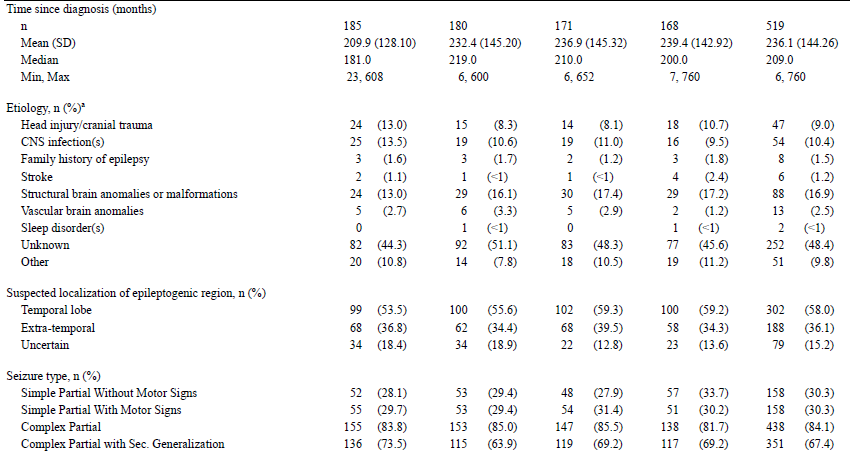 Time since diagnosis (months)
n 185 180 171 168 519
Mean (SD) 209.9 (128.10) 232.4 (145.20) 236.9 (145.32) 239.4 (142.92) 236.1 (144.26)
Median 181.0 219.0 210.0 200.0 209.0
Min, Max 23, 608 6, 600 6, 652 7, 760 6, 760
Etiology, n (%)ᵃ
Head injury/cranial trauma 24 (13.0) 15 (8.3) 14 (8.1) 18 (10.7) 47 (9.0)
CNS infection(s) 25 (13.5) 19 (10.6) 19 (11.0) 16 (9.5) 54 (10.4)
Family history of epilepsy 3 (1.6) 3 (1.7) 2 (1.2) 3 (1.8) 8 (1.5)
Stroke 2 (1.1) 1 (<1) 1 (<1) 4 (2.4) 6 (1.2)
Structural brain anomalies or malformations 24 (13.0) 29 (16.1) 30 (17.4) 29 (17.2) 88 (16.9)
Vascular brain anomalies 5 (2.7) 6 (3.3) 5 (2.9) 2 (1.2) 13 (2.5)
Sleep disorder(s) 0 1 (<1) 0 1 (<1) 2 (<1)
Unknown 82 (44.3) 92 (51.1) 83 (48.3) 77 (45.6) 252 (48.4)
Other 20 (10.8) 14 (7.8) 18 (10.5) 19 (11.2) 51 (9.8)
Suspected localization of epileptogenic region, n (%)
Temporal lobe 99 (53.5) 100 (55.6) 102 (59.3) 100 (59.2) 302 (58.0)
Extra-temporal 68 (36.8) 62 (34.4) 68 (39.5) 58 (34.3) 188 (36.1)
Uncertain 34 (18.4) 34 (18.9) 22 (12.8) 23 (13.6) 79 (15.2)
Seizure type, n (%)
Simple Partial Without Motor Signs 52 (28.1) 53 (29.4) 48 (27.9) 57 (33.7) 158 (30.3)
Simple Partial With Motor Signs 55 (29.7) 53 (29.4) 54 (31.4) 51 (30.2) 158 (30.3)
Complex Partial 155 (83.8) 153 (85.0) 147 (85.5) 138 (81.7) 438 (84.1)
Complex Partial with Sec. Generalization 136 (73.5) 115 (63.9) 119 (69.2) 117 (69.2) 351 (67.4)